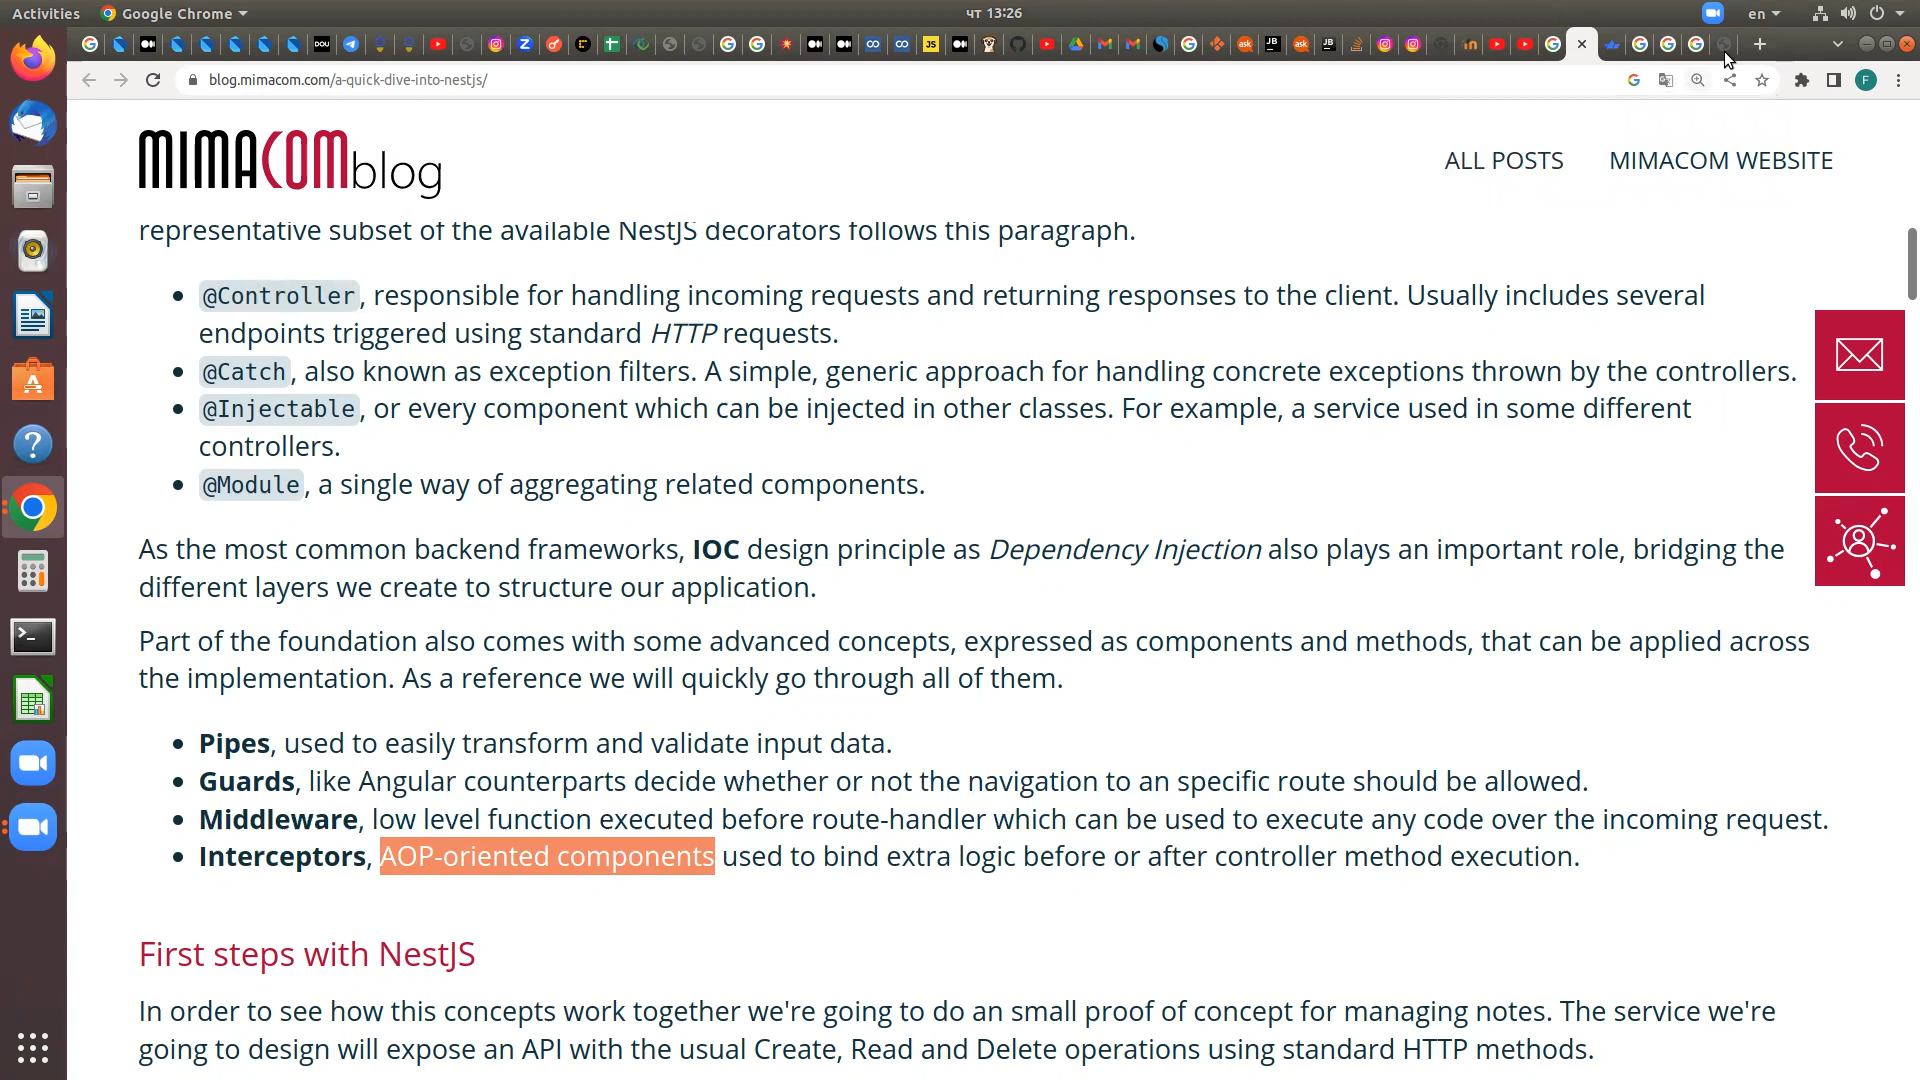 Activities Google Chrome чт 13:26 en
DOU JS ask JB ask JB in
blog.mimacom.com/a-quick-dive-into-nestjs/ F
MIMACOM blog ALL POSTS MIMACOM WEBSITE
representative subset of the available NestJS decorators follows this paragraph.
@Controller, responsible for handling incoming requests and returning responses to the client. Usually includes several
endpoints triggered using standard HTTP requests.
@Catch, also known as exception filters. A simple, generic approach for handling concrete exceptions thrown by the controllers.
@Injectable, or every component which can be injected in other classes. For example, a service used in some different
controllers.
@Module, a single way of aggregating related components.
As the most common backend frameworks, IOC design principle as Dependency Injection also plays an important role, bridging the
different layers we create to structure our application.
Part of the foundation also comes with some advanced concepts, expressed as components and methods, that can be applied across
the implementation. As a reference we will quickly go through all of them.
Pipes, used to easily transform and validate input data.
Guards, like Angular counterparts decide whether or not the navigation to an specific route should be allowed.
Middleware, low level function executed before route-handler which can be used to execute any code over the incoming request.
Interceptors, AOP-oriented components used to bind extra logic before or after controller method execution.
First steps with NestJS
In order to see how this concepts work together we're going to do an small proof of concept for managing notes. The service we're
going to design will expose an API with the usual Create, Read and Delete operations using standard HTTP methods.